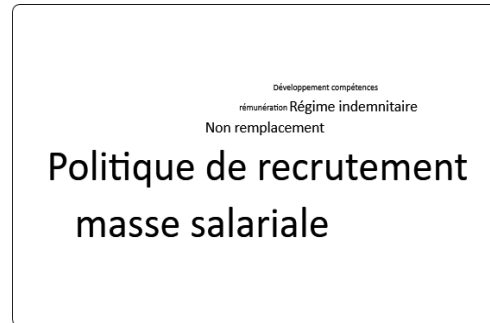 Développement compétences
rémunération Régime indemnitaire
Non remplacement
Politique de recrutement
masse salariale